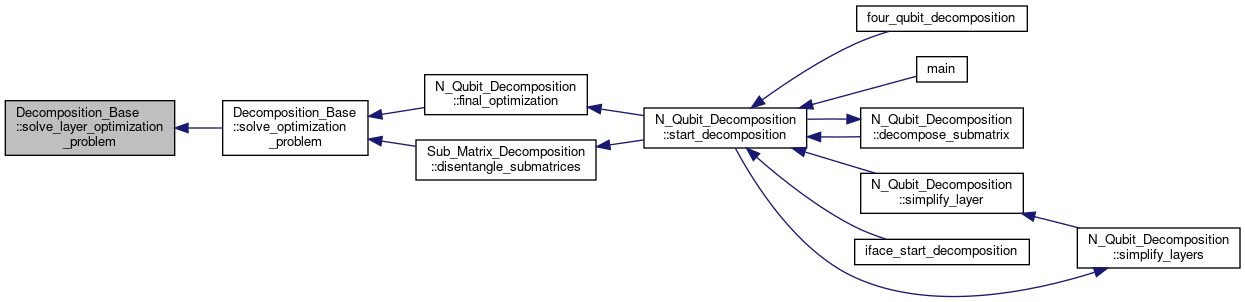 Decomposition_Base
::solve_layer_optimization
_problem
Decomposition_Base
::solve_optimization
_problem
N_Qubit_Decomposition
::final_optimization
Sub_Matrix_Decomposition
::disentangle_submatrices
N_Qubit_Decomposition
::start_decomposition
four_qubit_decomposition
main
N_Qubit_Decomposition
::decompose_submatrix
N_Qubit_Decomposition
::simplify_layer
iface_start_decomposition
N_Qubit_Decomposition
::simplify_layers